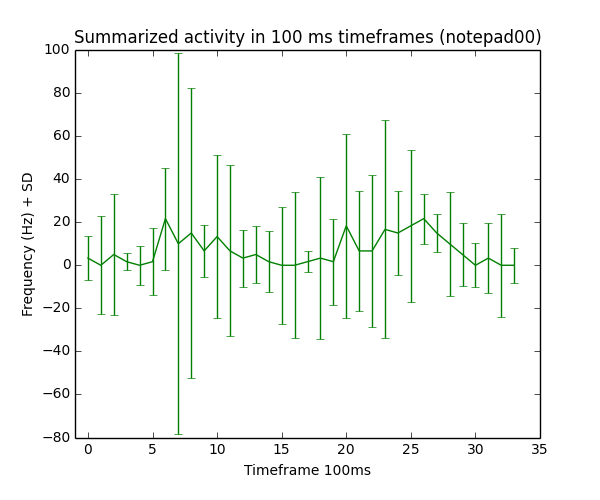 Summarized activity in 100 ms timeframes (notepad00)
100
80
60
40
20
0
−20
−40
−60
−80
Frequency (Hz) + SD
0 5 10 15 20 25 30 35
Timeframe 100ms